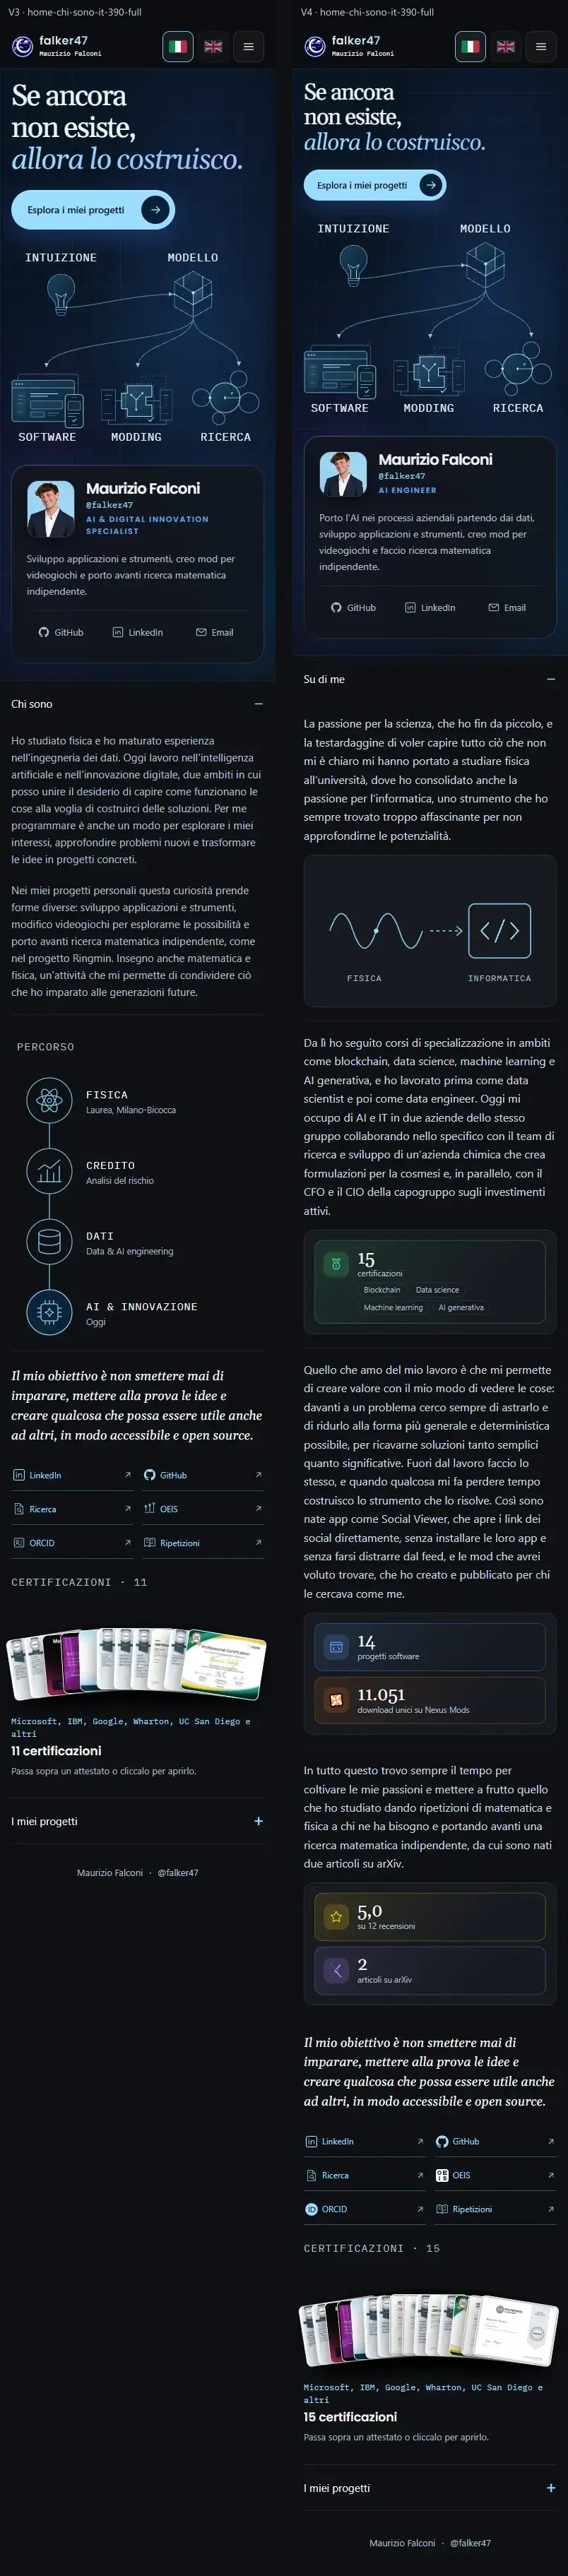 V3 · home-chi-sono-it-390-full
falker47
Maurizio Falconi
Se ancora
non esiste,
allora lo costruisco.
Esplora i miei progetti
INTUIZIONE
MODELLO
SOFTWARE
MODDING
RICERCA
Maurizio Falconi
@falker47
AI & DIGITAL INNOVATION
SPECIALIST
Sviluppo applicazioni e strumenti, creo mod per
videogiochi e porto avanti ricerca matematica
indipendente.
GitHub
LinkedIn
Email
Chi sono
Ho studiato fisica e ho maturato esperienza
nell'ingegneria dei dati. Oggi lavoro nell'intelligenza
artificiale e nell'innovazione digitale, due ambiti in cui
posso unire il desiderio di capire come funzionano le
cose alla voglia di costruirci delle soluzioni. Per me
programmare è anche un modo per esplorare i miei
interessi, approfondire problemi nuovi e trasformare
le idee in progetti concreti.
Nei miei progetti personali questa curiosità prende
forme diverse: sviluppo applicazioni e strumenti,
modifico videogiochi per esplorarne le possibilità e
porto avanti ricerca matematica indipendente, come
nel progetto Ringmin. Insegno anche matematica e
fisica, un'attività che mi permette di condividere ciò
che ho imparato alle generazioni future.
PERCORSO
FISICA
Laurea, Milano-Bicocca
CREDITO
Analisi del rischio
DATI
Data & AI engineering
AI & INNOVAZIONE
Oggi
Il mio obiettivo è non smettere mai di
imparare, mettere alla prova le idee e
creare qualcosa che possa essere utile anche
ad altri, in modo accessibile e open source.
LinkedIn
GitHub
Ricerca
OEIS
ORCID
Ripetizioni
CERTIFICAZIONI · 11
Microsoft, IBM, Google, Wharton, UC San Diego e
altri
11 certificazioni
Passa sopra un attestato o cliccalo per aprirlo.
I miei progetti
Maurizio Falconi · @falker47
V4 · home-chi-sono-it-390-full
falker47
Maurizio Falconi
Se ancora
non esiste,
allora lo costruisco.
Esplora i miei progetti
INTUIZIONE
MODELLO
SOFTWARE
MODDING
RICERCA
Maurizio Falconi
@falker47
AI ENGINEER
Porto l'AI nei processi aziendali partendo dai dati,
sviluppo applicazioni e strumenti, creo mod per
videogiochi e faccio ricerca matematica
indipendente.
GitHub
LinkedIn
Email
Su di me
La passione per la scienza, che ho fin da piccolo, e
la testardaggine di voler capire tutto ciò che non
mi è chiaro mi hanno portato a studiare fisica
all'università, dove ho consolidato anche la
passione per l'informatica, uno strumento che ho
sempre trovato troppo affascinante per non
approfondirne le potenzialità.
FISICA
INFORMATICA
Da lì ho seguito corsi di specializzazione in ambiti
come blockchain, data science, machine learning e
AI generativa, e ho lavorato prima come data
scientist e poi come data engineer. Oggi mi
occupo di AI e IT in due aziende dello stesso
gruppo collaborando nello specifico con il team di
ricerca e sviluppo di un'azienda chimica che crea
formulazioni per la cosmesi e, in parallelo, con il
CFO e il CIO della capogruppo sugli investimenti
attivi.
15
certificazioni
Blockchain
Data science
Machine learning
AI generativa
Quello che amo del mio lavoro è che mi permette
di creare valore con il mio modo di vedere le cose:
davanti a un problema cerco sempre di astrarlo e
di ridurlo alla forma più generale e deterministica
possibile, per ricavarne soluzioni tanto semplici
quanto significative. Fuori dal lavoro faccio lo
stesso, e quando qualcosa mi fa perdere tempo
costruisco lo strumento che lo risolve. Così sono
nate app come Social Viewer, che apre i link dei
social direttamente, senza installare le loro app e
senza farsi distrarre dal feed, e le mod che avrei
voluto trovare, che ho creato e pubblicato per chi
le cercava come me.
14
progetti software
11.051
download unici su Nexus Mods
In tutto questo trovo sempre il tempo per
coltivare le mie passioni e mettere a frutto quello
che ho studiato dando ripetizioni di matematica e
fisica a chi ne ha bisogno e portando avanti una
ricerca matematica indipendente, da cui sono nati
due articoli su arXiv.
5,0
su 12 recensioni
2
articoli su arXiv
Il mio obiettivo è non smettere mai di
imparare, mettere alla prova le idee e
creare qualcosa che possa essere utile anche
ad altri, in modo accessibile e open source.
LinkedIn
GitHub
Ricerca
OEIS
ORCID
Ripetizioni
CERTIFICAZIONI · 15
Microsoft, IBM, Google, Wharton, UC San Diego e
altri
15 certificazioni
Passa sopra un attestato o cliccalo per aprirlo.
I miei progetti
Maurizio Falconi · @falker47